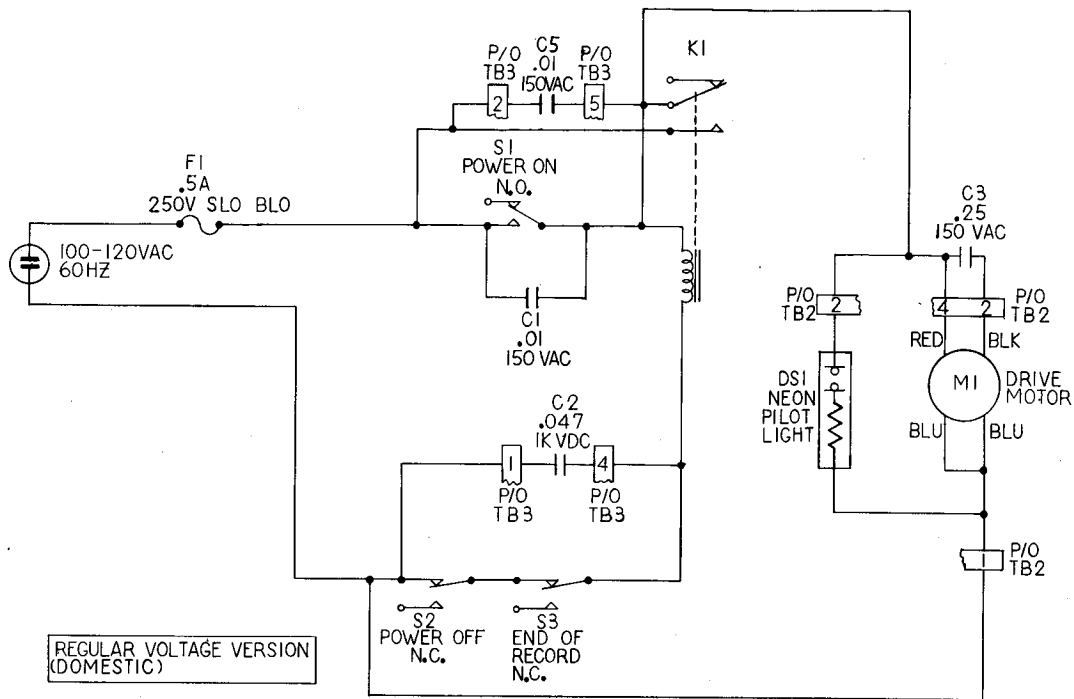 P/O
TB3
C5
.01
150VAC
P/O
TB3
K1
2
5
S1
POWER ON
N.O.
F1
.5A
250V SLO BLO
100-120VAC
60HZ
C1
.01
150 VAC
C3
.25
150 VAC
P/O
TB2
2
4
2
P/O
TB2
RED
BLK
DS1
NEON
PILOT
LIGHT
M1
DRIVE
MOTOR
BLU
BLU
C2
.047
1K VDC
1
4
P/O
TB3
P/O
TB3
1
P/O
TB2
S2
POWER OFF
N.C.
S3
END OF
RECORD
N.C.
REGULAR VOLTAGE VERSION
(DOMESTIC)